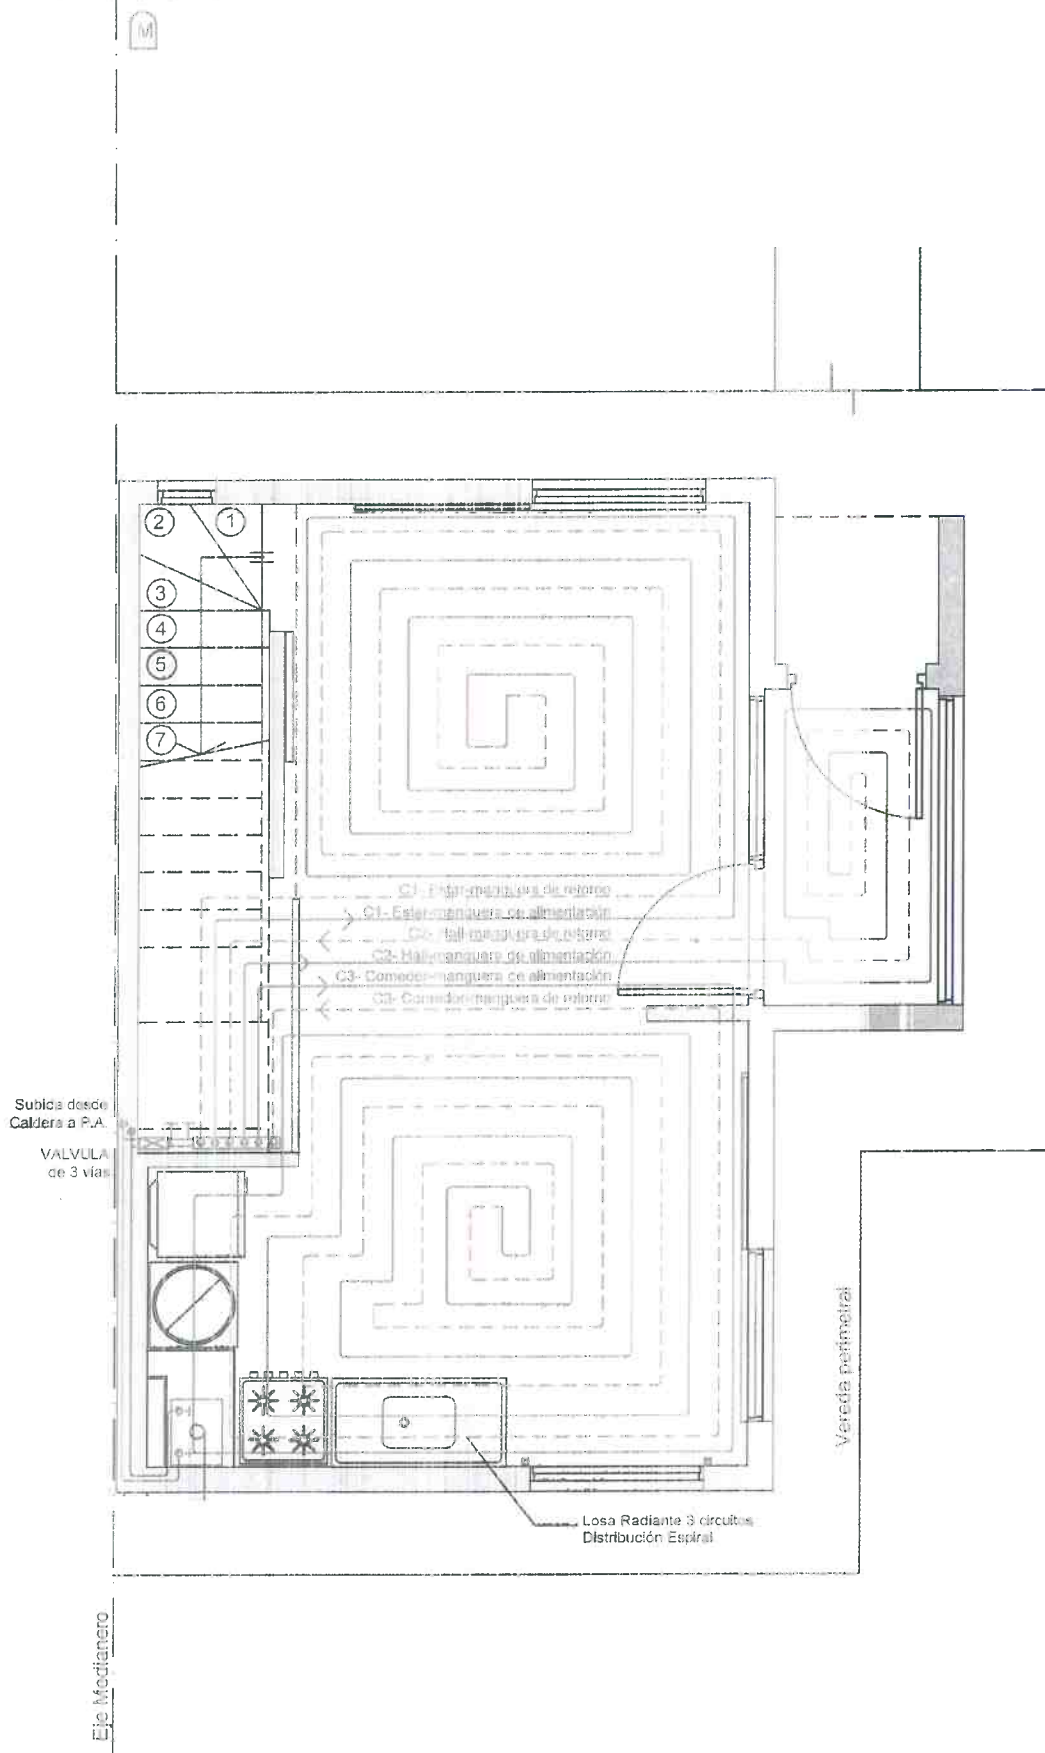 M
2
1
3
4
5
6
7
C1- Estar-manguera de retorno
C1- Estar-manguera de alimentación
C2- Hall-manguera de retorno
C2- Hall-manguera de alimentación
C3- Comedor-manguera de alimentación
C3- Comedor-manguera de retorno
Subida desde
Caldera a P.A.
VALVULA
de 3 vías
Losa Radiante 3 circuitos
Distribución Espiral
Vereda perimetral
Eje Medianero